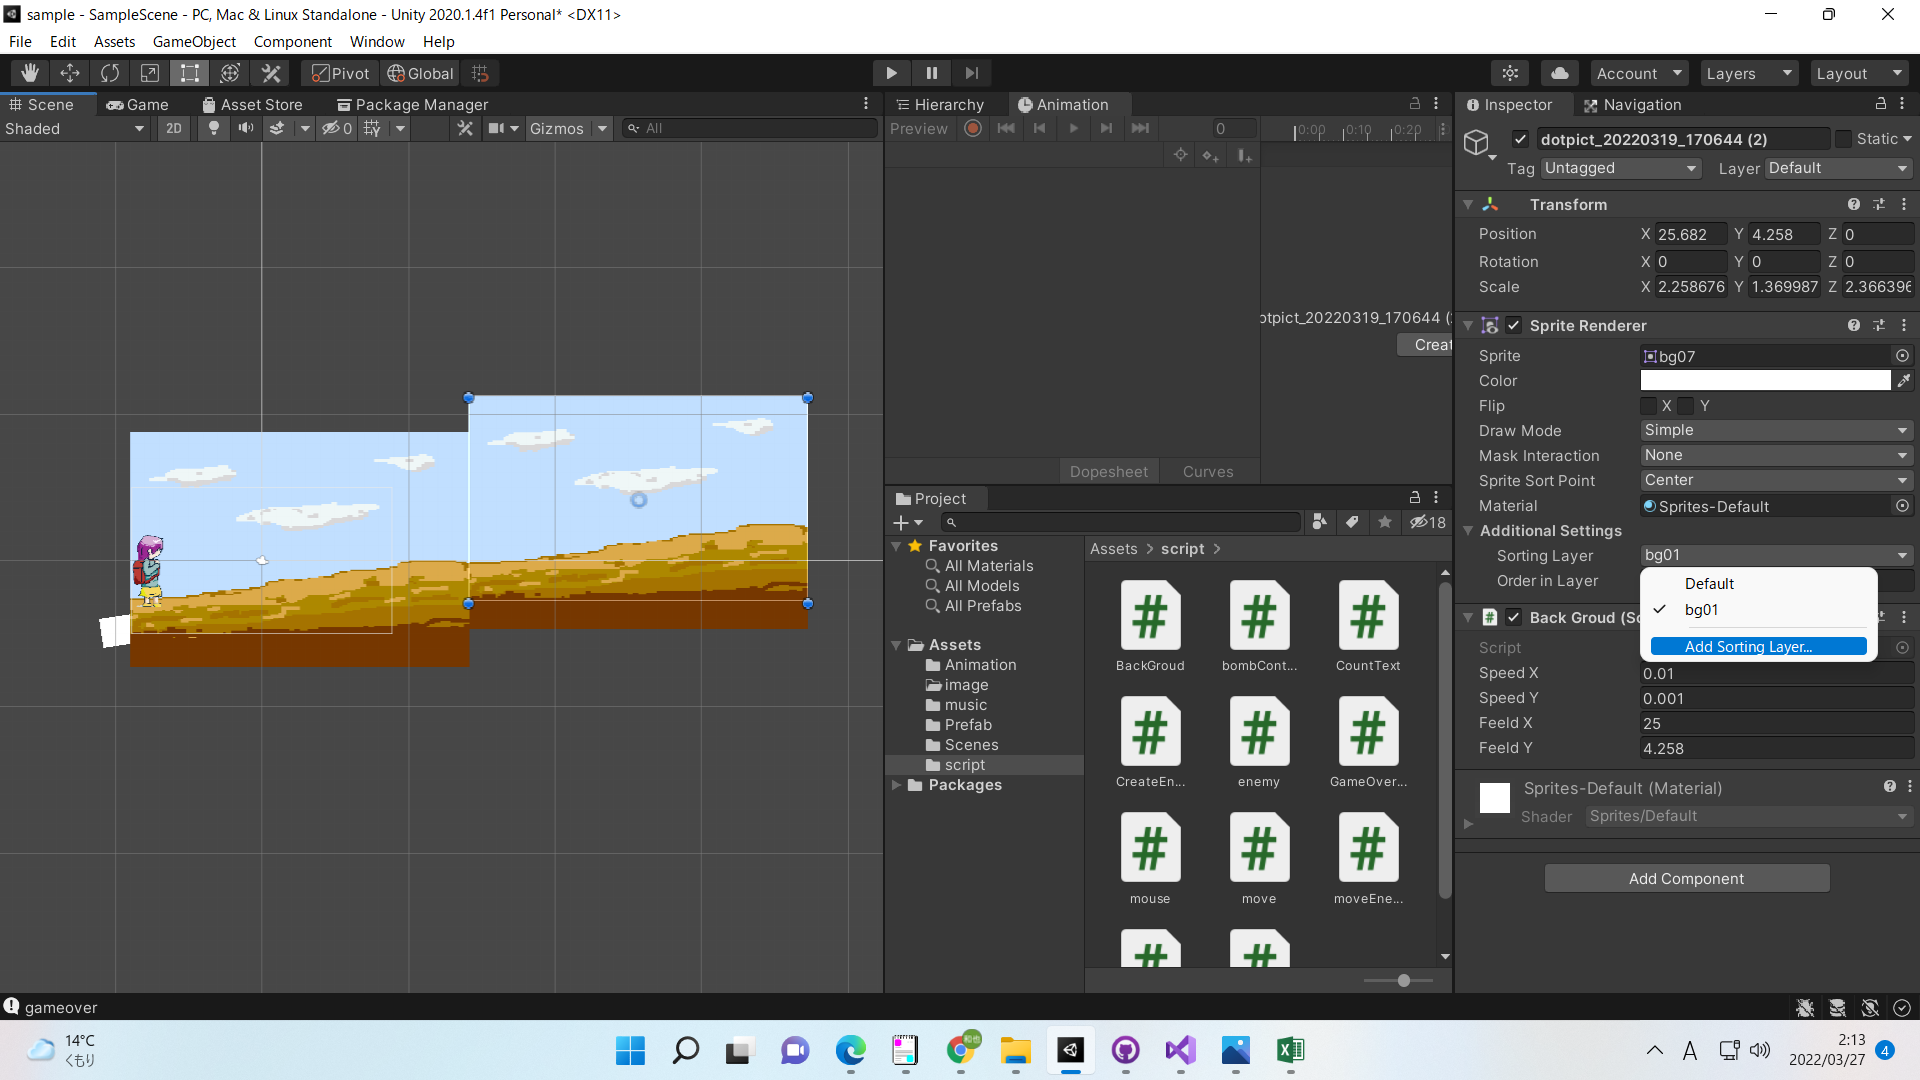 sample - SampleScene - PC, Mac & Linux Standalone - Unity 2020.1.4f1 Personal* <DX11>
File Edit Assets GameObject Component Window Help
Pivot Global Account Layers Layout
Scene Game Asset Store Package Manager
Shaded 2D 0 Gizmos All
Hierarchy Animation
Preview 0 0:00 0:10 0:20
otpict_20220319_170644 (
Creat
Dopesheet Curves
Project
18
Favorites
All Materials
All Models
All Prefabs
Assets
Animation
image
music
Prefab
Scenes
script
Packages
Assets > script >
BackGroud bombCont... CountText
CreateEn... enemy GameOver...
mouse move moveEne...
Inspector Navigation
dotpict_20220319_170644 (2) Static
Tag Untagged Layer Default
Transform
Position X 25.682 Y 4.258 Z 0
Rotation X 0 Y 0 Z 0
Scale X 2.258676 Y 1.369987 Z 2.366396
Sprite Renderer
Sprite bg07
Color
Flip X Y
Draw Mode Simple
Mask Interaction None
Sprite Sort Point Center
Material Sprites-Default
Additional Settings
Sorting Layer bg01
Order in Layer
Default
bg01
Add Sorting Layer...
Back Groud (Sc
Script
Speed X 0.01
Speed Y 0.001
Feeld X 25
Feeld Y 4.258
Sprites-Default (Material)
Shader Sprites/Default
Add Component
gameover
14°C
くもり
和也
A
2:13
2022/03/27
4